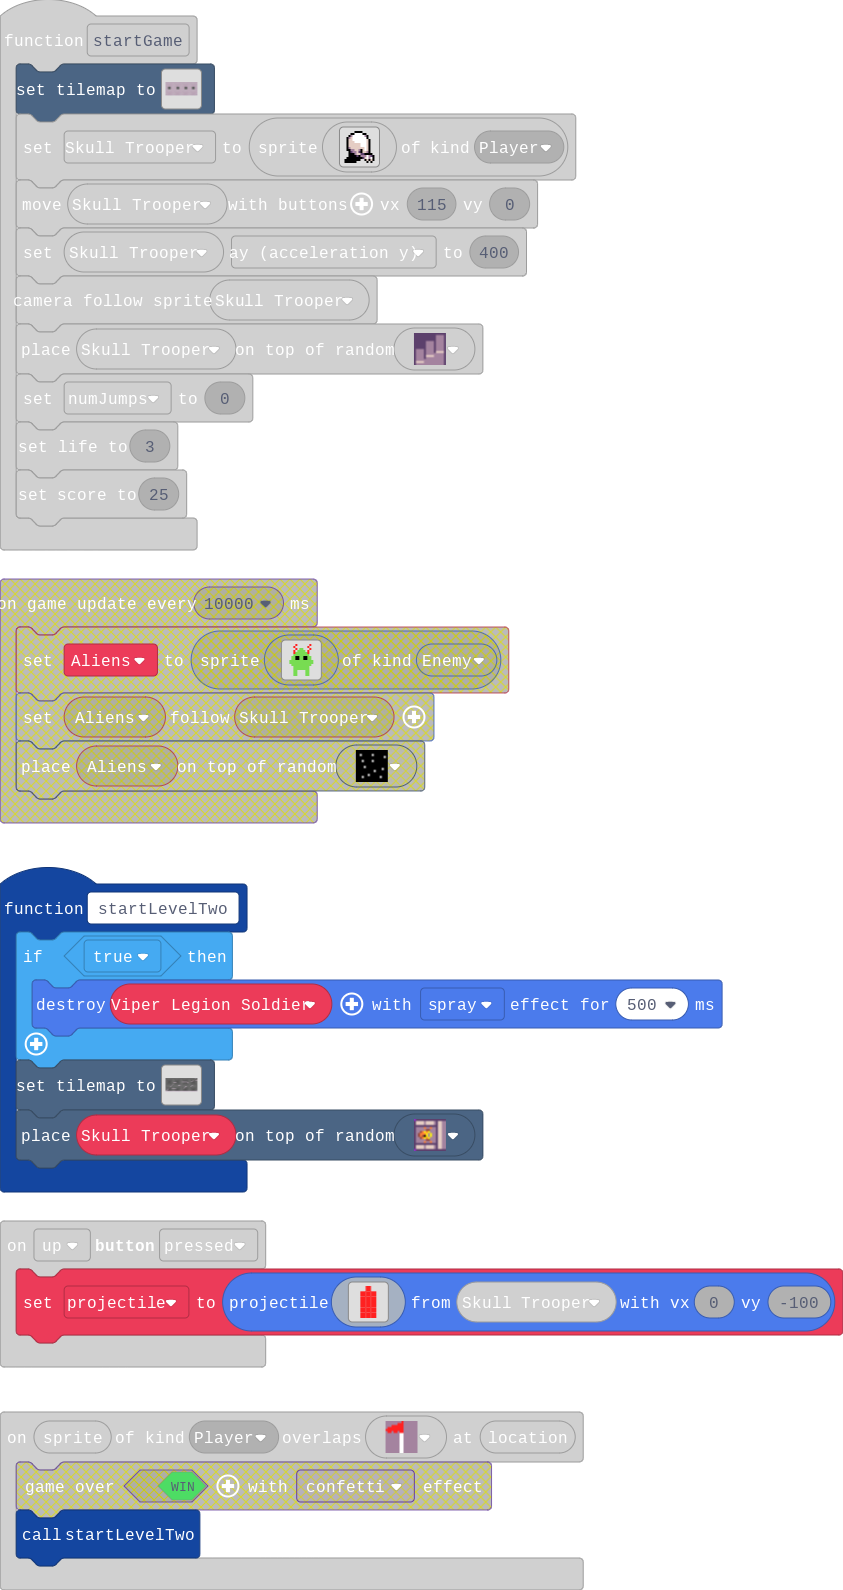 function startGame
set tilemap to
set Skull Trooper to sprite of kind Player
move Skull Trooper with buttons vx 115 vy 0
set Skull Trooper ay (acceleration y) to 400
camera follow sprite Skull Trooper
place Skull Trooper on top of random
set numJumps to 0
set life to 3
set score to 25
on game update every 10000 ms
set Aliens to sprite of kind Enemy
set Aliens follow Skull Trooper
place Aliens on top of random
function startLevelTwo
if true then
destroy Viper Legion Soldier with spray effect for 500 ms
set tilemap to
place Skull Trooper on top of random
on up button pressed
set projectile to projectile from Skull Trooper with vx 0 vy -100
on sprite of kind Player overlaps at location
game over WIN with confetti effect
call startLevelTwo